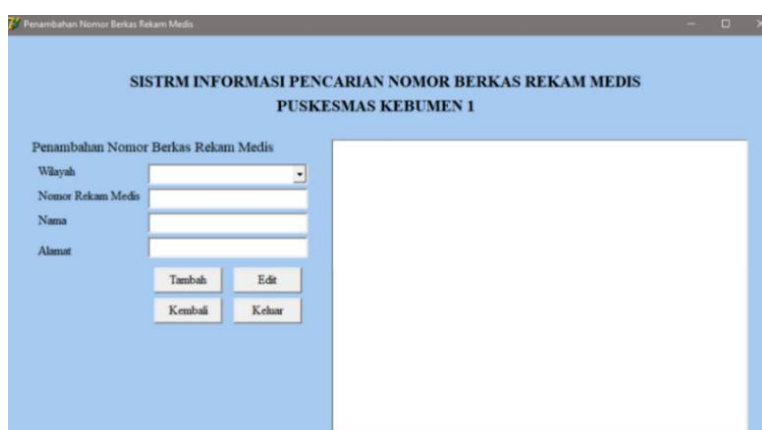 Penambahan Nomor Berkas Rekam Medis
SISTRM INFORMASI PENCARIAN NOMOR BERKAS REKAM MEDIS
PUSKESMAS KEBUMEN 1
Penambahan Nomor Berkas Rekam Medis
Wilayah
Nomor Rekam Medis
Nama
Alamat
Tambah Edit
Kembali Keluar